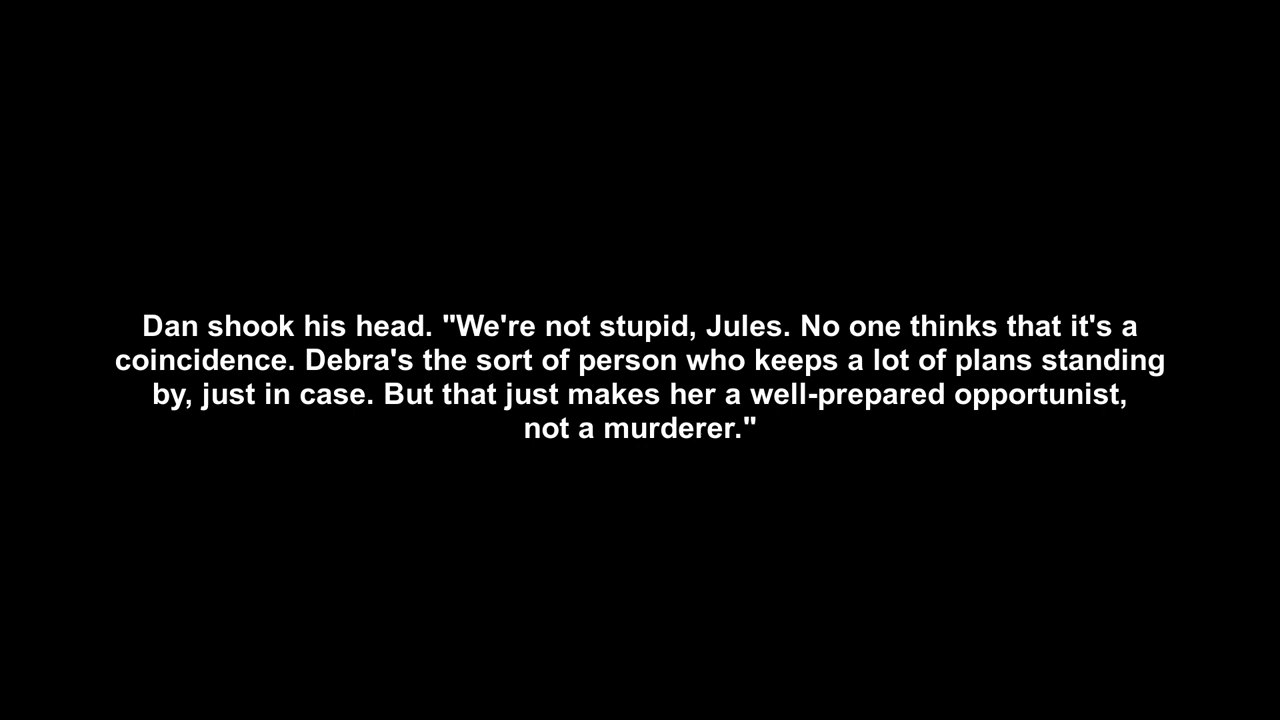 Dan shook his head. "We're not stupid, Jules. No one thinks that it's a
coincidence. Debra's the sort of person who keeps a lot of plans standing
by, just in case. But that just makes her a well-prepared opportunist,
not a murderer."